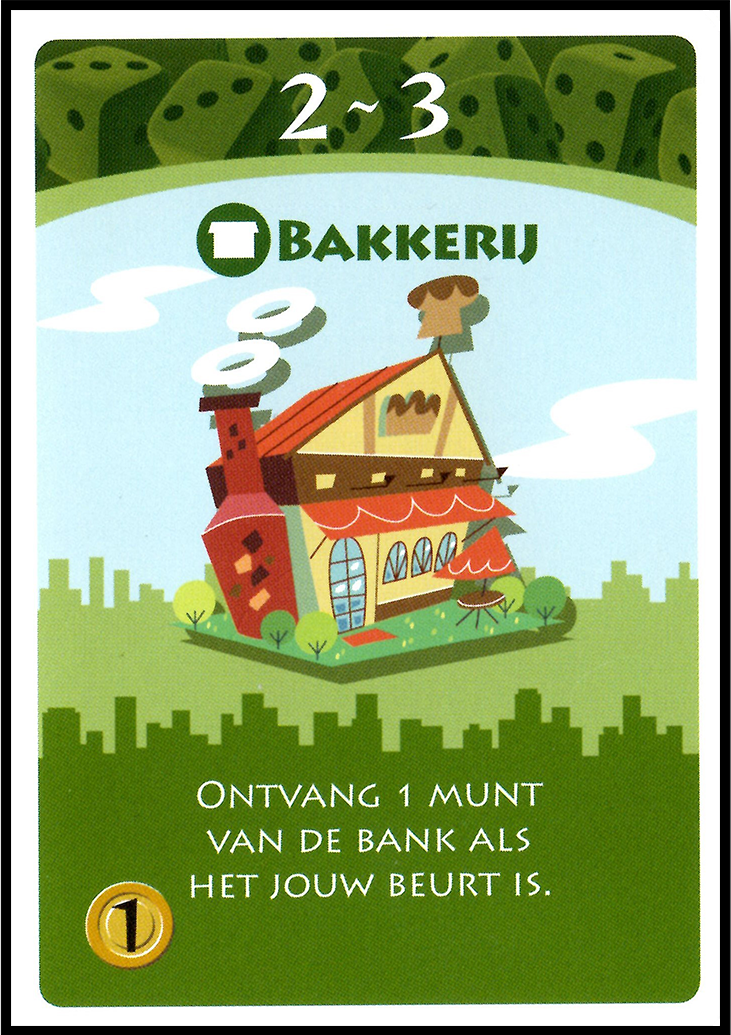 2~3
BAKKERIJ
ONTVANG 1 MUNT
VAN DE BANK ALS
HET JOUW BEURT IS.
1